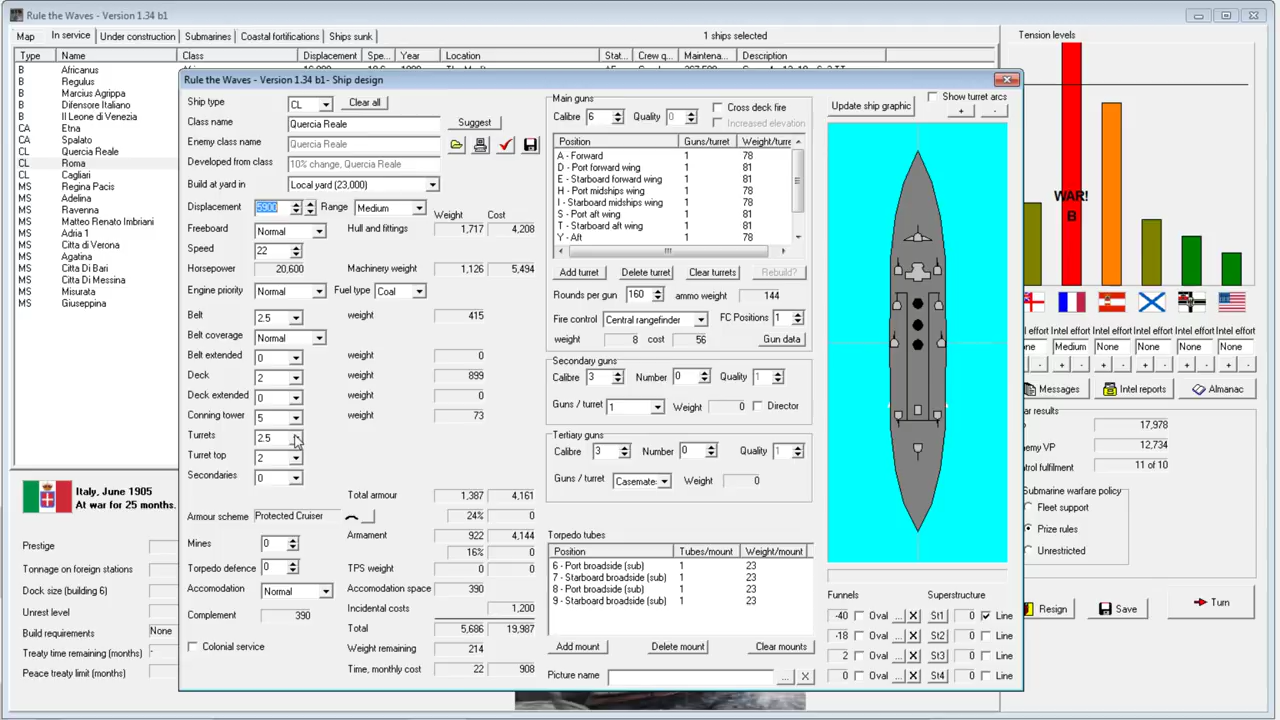 Rule the Waves - Version 1.34 b1
Map In service Under construction Submarines Coastal fortifications Ships sunk 1 ships selected
Type Name Class Displacement Spe... Year Location Stat... Crew q... Maintena... Description
B Africanus
B Regulus
B Marcius Agrippa
B Difensore Italiano
B Il Leone di Venezia
CA Etna
CA Spalato
CL Quercia Reale
CL Roma
CL Cagliari
MS Regina Pacis
MS Adelina
MS Ravenna
MS Matteo Renato Imbriani
MS Adria 1
MS Citta di Verona
MS Agatina
MS Citta Di Bari
MS Citta Di Messina
MS Misurata
MS Giuseppina
Italy, June 1905
At war for 25 months.
Prestige
Tonnage on foreign stations
Dock size (building 6)
Unrest level
Build requirements None
Treaty time remaining (months) -
Peace treaty limit (months)
Rule the Waves - Version 1.34 b1- Ship design
Ship type CL Clear all
Class name Quercia Reale Suggest
Enemy class name Quercia Reale
Developed from class 10% change, Quercia Reale
Build at yard in Local yard (23,000)
Displacement 5900 Range Medium Weight Cost
Freeboard Normal Hull and fittings 1,717 4,208
Speed 22
Horsepower 20,600 Machinery weight 1,126 5,494
Engine priority Normal Fuel type Coal
Belt 2.5 weight 415
Belt coverage Normal
Belt extended 0 weight 0
Deck 2 weight 899
Deck extended 0 weight 0
Conning tower 5 weight 73
Turrets 2.5
Turret top 2
Secondaries 0
Total armour 1,387 4,161
Armour scheme Protected Cruiser 24% 0
Mines 0 Armament 922 4,144
16% 0
Torpedo defence 0 TPS weight 0 0
Accomodation Normal Accomodation space 390
Complement 390 Incidental costs 1,200
Total 5,686 19,987
Colonial service Weight remaining 214
Time, monthly cost 22 908
Main guns
Calibre 6 Quality 0 Cross deck fire
Increased elevation
Position Guns/turret Weight/turre
A - Forward 1 78
D - Port forward wing 1 81
E - Starboard forward wing 1 81
H - Port midships wing 1 78
I - Starboard midships wing 1 78
S - Port aft wing 1 81
T - Starboard aft wing 1 81
Y - Aft 1 78
Add turret Delete turret Clear turrets Rebuild?
Rounds per gun 160 ammo weight 144
Fire control Central rangefinder FC Positions 1
weight 8 cost 56 Gun data
Secondary guns
Calibre 3 Number 0 Quality 1
Guns / turret 1 Weight 0 Director
Tertiary guns
Calibre 3 Number 0 Quality 1
Guns / turret Casemate: Weight 0
Torpedo tubes
Position Tubes/mount Weight/mount
6 - Port broadside (sub) 1 23
7 - Starboard broadside (sub) 1 23
8 - Port broadside (sub) 1 23
9 - Starboard broadside (sub) 1 23
Add mount Delete mount Clear mounts
Picture name ... X
Update ship graphic Show turret arcs
+ -
Funnels Superstructure
-40 Oval ... X St1 0 Line
-18 Oval ... X St2 0 Line
2 Oval ... X St3 0 Line
0 Oval ... X St4 0 Line
Tension levels
WAR!
B
Intel effort Intel effort Intel effort Intel effort Intel effort Intel effort
None Medium None None None None
+ - + - + - + - + - + -
Messages Intel reports Almanac
ar results
17,978
nemy VP 12,734
ntrol fulfilment 11 of 10
Submarine warfare policy
Fleet support
Prize rules
Unrestricted
Resign Save Turn